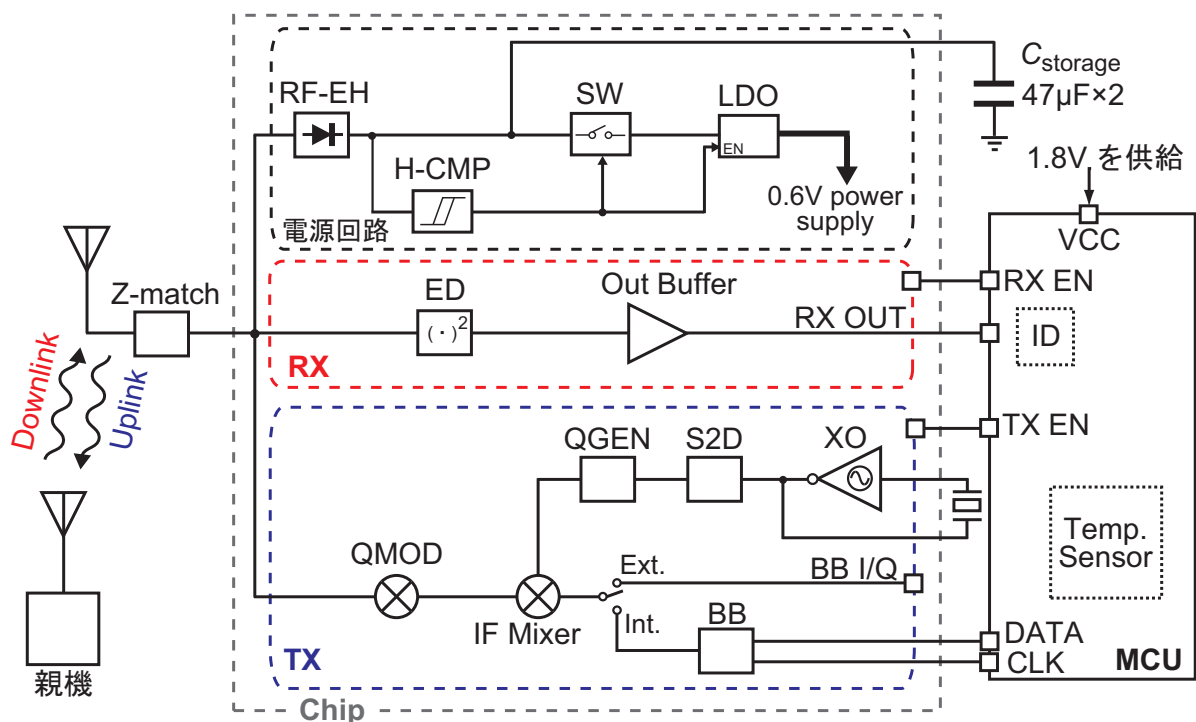 RF-EH
SW
LDO
EN
H-CMP
電源回路
0.6V power
supply
Cstorage
47µF×2
1.8V を供給
VCC
Z-match
ED
(・)²
Out Buffer
RX OUT
RX
RX EN
ID
Downlink
Uplink
TX EN
QGEN
S2D
XO
QMOD
IF Mixer
Ext.
Int.
BB I/Q
BB
Temp.
Sensor
DATA
CLK
MCU
TX
親機
Chip